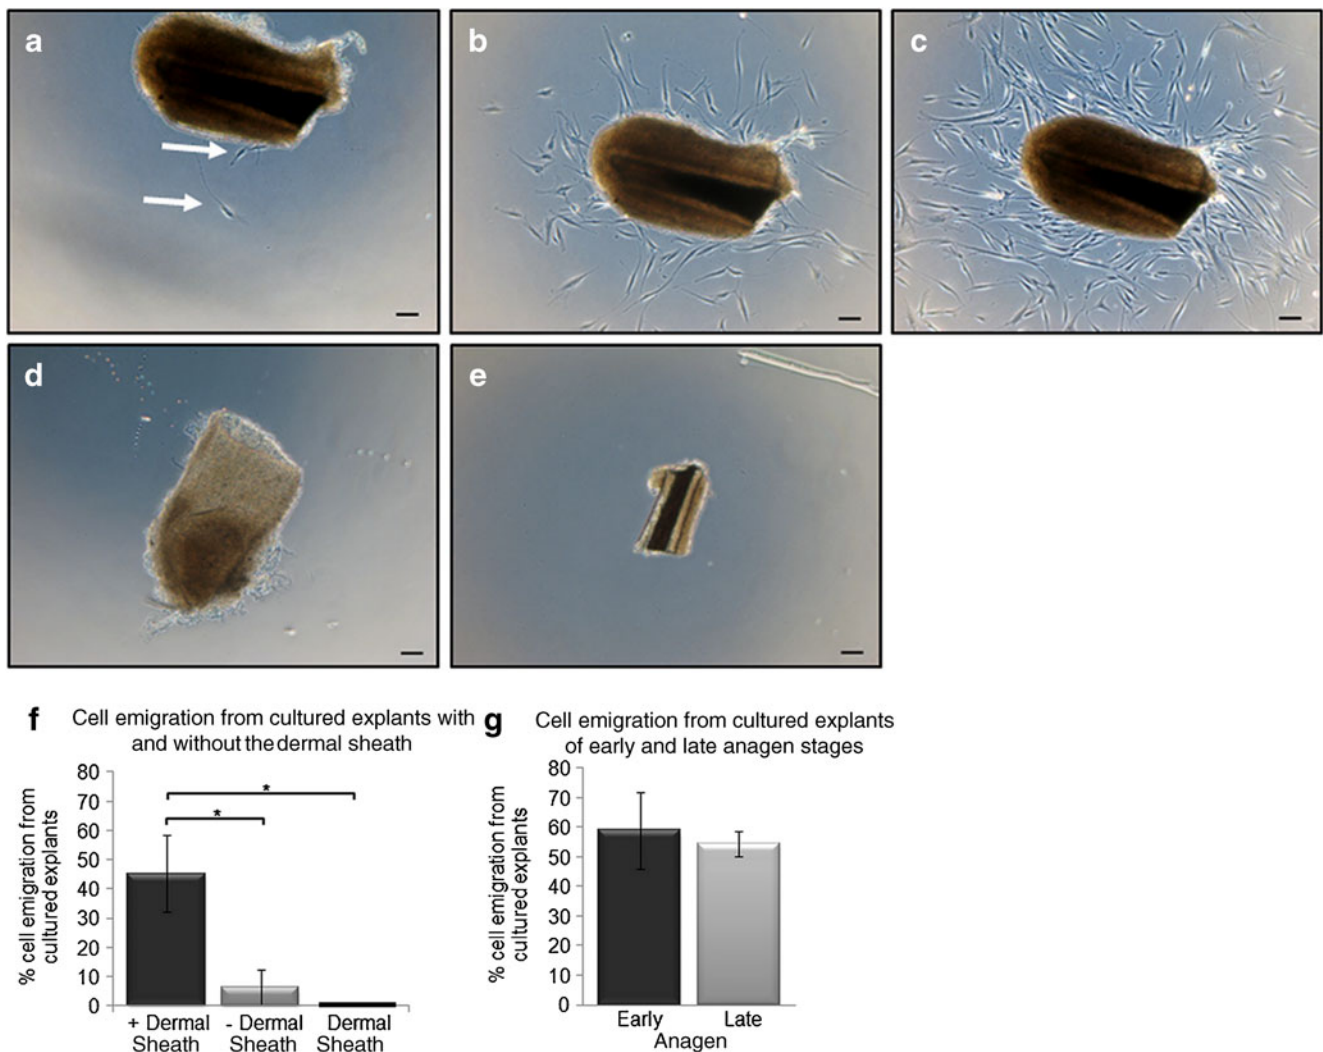 a
b
c
d
e
f
Cell emigration from cultured explants with
and without the dermal sheath
% cell emigration from
cultured explants
80
70
60
50
40
30
20
10
0
*
*
+ Dermal
Sheath
- Dermal
Sheath
Dermal
Sheath
g
Cell emigration from cultured explants
of early and late anagen stages
% cell emigration from
cultured explants
80
70
60
50
40
30
20
10
0
Early
Late
Anagen